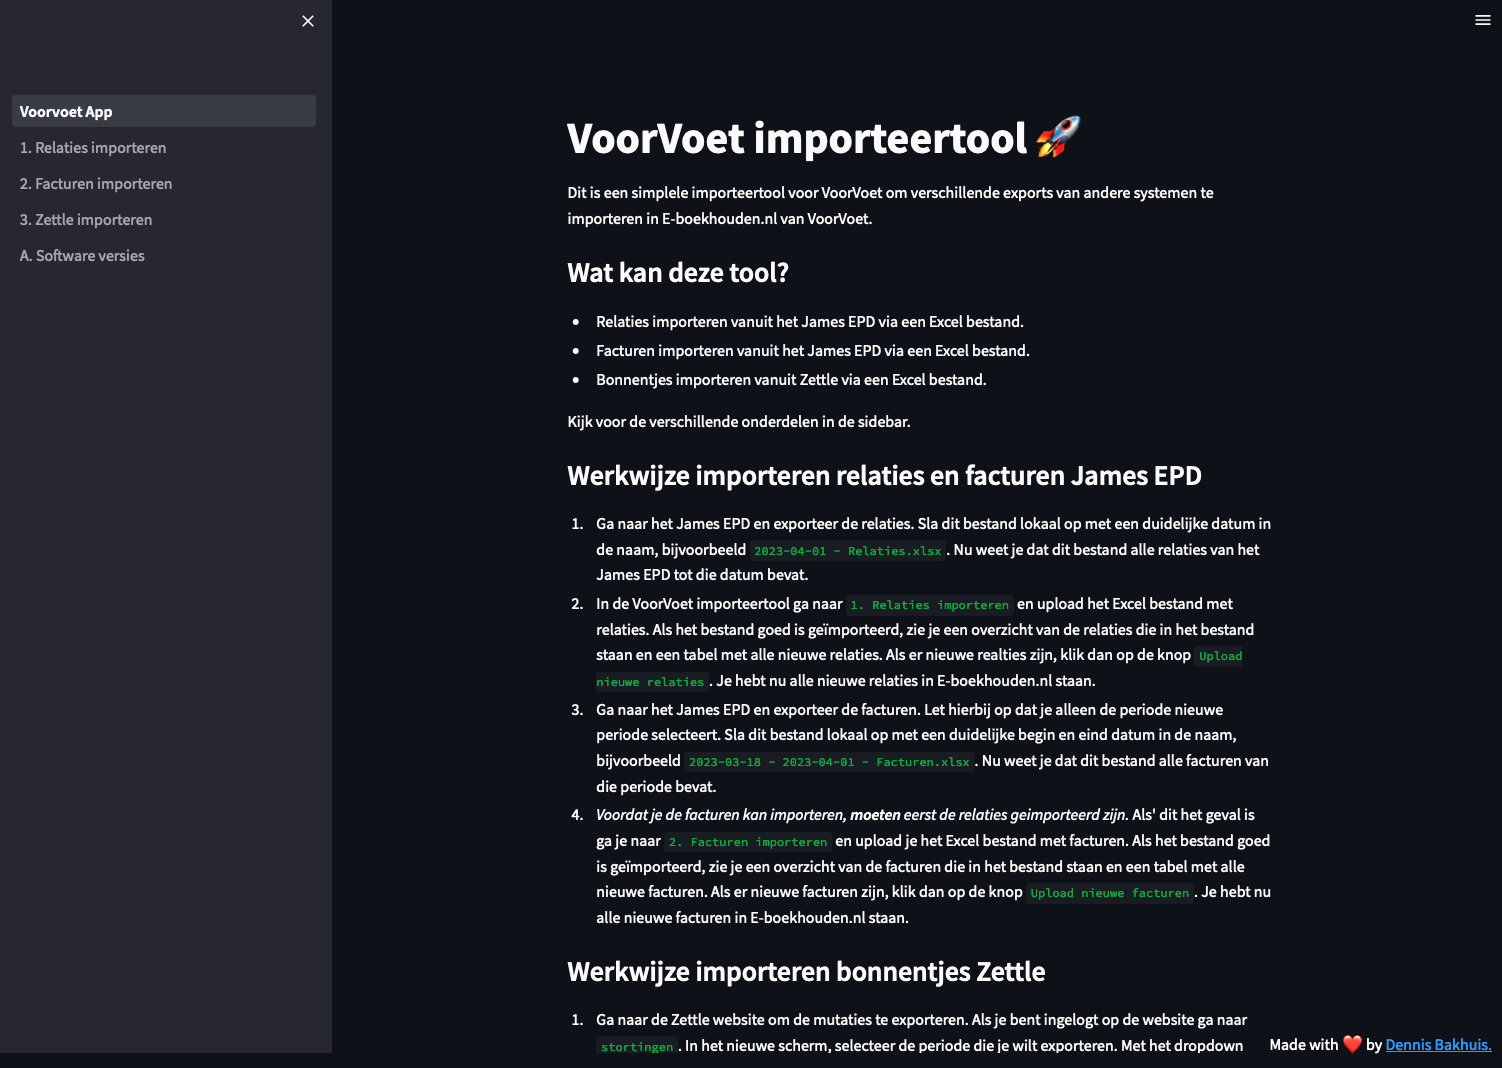 Voorvoet App
1. Relaties importeren
2. Facturen importeren
3. Zettle importeren
A. Software versies
VoorVoet importeertool 🚀
Dit is een simplele importeertool voor VoorVoet om verschillende exports van andere systemen te
importeren in E-boekhouden.nl van VoorVoet.
Wat kan deze tool?
• Relaties importeren vanuit het James EPD via een Excel bestand.
• Facturen importeren vanuit het James EPD via een Excel bestand.
• Bonnentjes importeren vanuit Zettle via een Excel bestand.
Kijk voor de verschillende onderdelen in de sidebar.
Werkwijze importeren relaties en facturen James EPD
1. Ga naar het James EPD en exporteer de relaties. Sla dit bestand lokaal op met een duidelijke datum in
de naam, bijvoorbeeld 2023-04-01 - Relaties.xlsx. Nu weet je dat dit bestand alle relaties van het
James EPD tot die datum bevat.
2. In de VoorVoet importeertool ga naar 1. Relaties importeren en upload het Excel bestand met
relaties. Als het bestand goed is geïmporteerd, zie je een overzicht van de relaties die in het bestand
staan en een tabel met alle nieuwe relaties. Als er nieuwe realties zijn, klik dan op de knop Upload
nieuwe relaties. Je hebt nu alle nieuwe relaties in E-boekhouden.nl staan.
3. Ga naar het James EPD en exporteer de facturen. Let hierbij op dat je alleen de periode nieuwe
periode selecteert. Sla dit bestand lokaal op met een duidelijke begin en eind datum in de naam,
bijvoorbeeld 2023-03-18 - 2023-04-01 - Facturen.xlsx. Nu weet je dat dit bestand alle facturen van
die periode bevat.
4. Voordat je de facturen kan importeren, moeten eerst de relaties geimporteerd zijn. Als' dit het geval is
ga je naar 2. Facturen importeren en upload je het Excel bestand met facturen. Als het bestand goed
is geïmporteerd, zie je een overzicht van de facturen die in het bestand staan en een tabel met alle
nieuwe facturen. Als er nieuwe facturen zijn, klik dan op de knop Upload nieuwe facturen. Je hebt nu
alle nieuwe facturen in E-boekhouden.nl staan.
Werkwijze importeren bonnentjes Zettle
1. Ga naar de Zettle website om de mutaties te exporteren. Als je bent ingelogt op de website ga naar
stortingen. In het nieuwe scherm, selecteer de periode die je wilt exporteren. Met het dropdown
Made with ❤️ by Dennis Bakhuis.